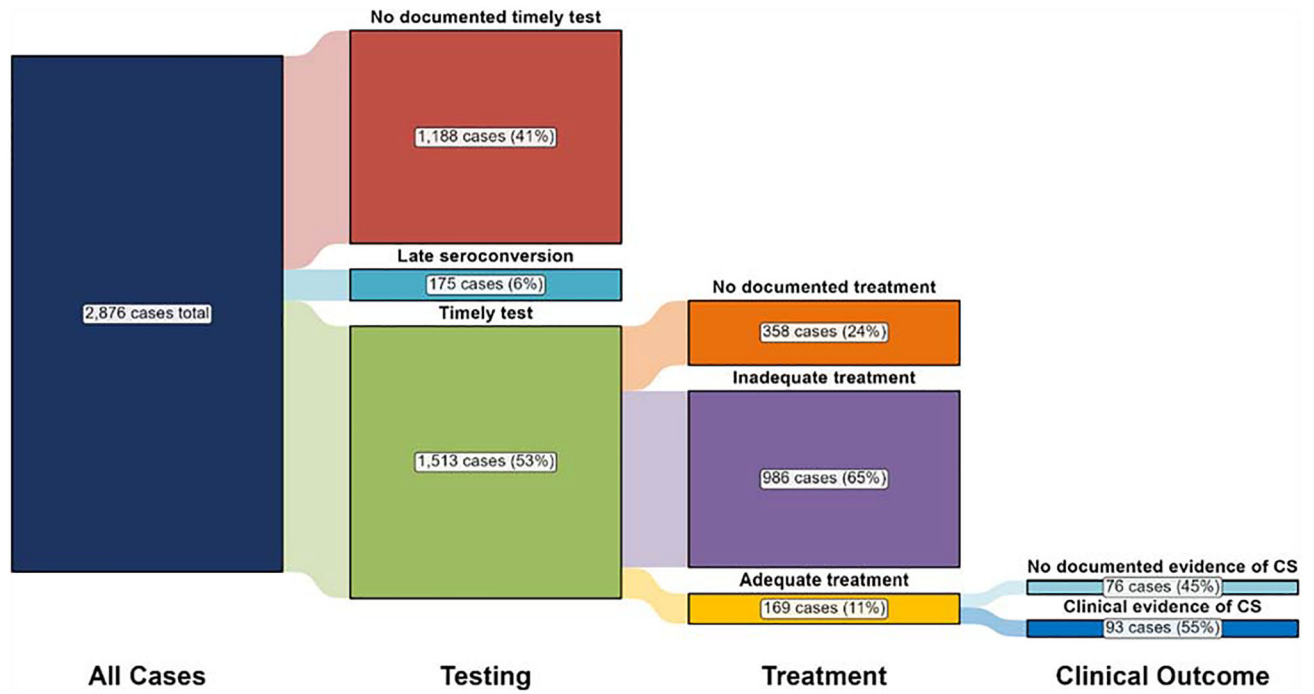 No documented timely test
1,188 cases (41%)
Late seroconversion
175 cases (6%)
2,876 cases total
Timely test
1,513 cases (53%)
No documented treatment
358 cases (24%)
Inadequate treatment
986 cases (65%)
Adequate treatment
169 cases (11%)
No documented evidence of CS
76 cases (45%)
Clinical evidence of CS
93 cases (55%)
All Cases
Testing
Treatment
Clinical Outcome